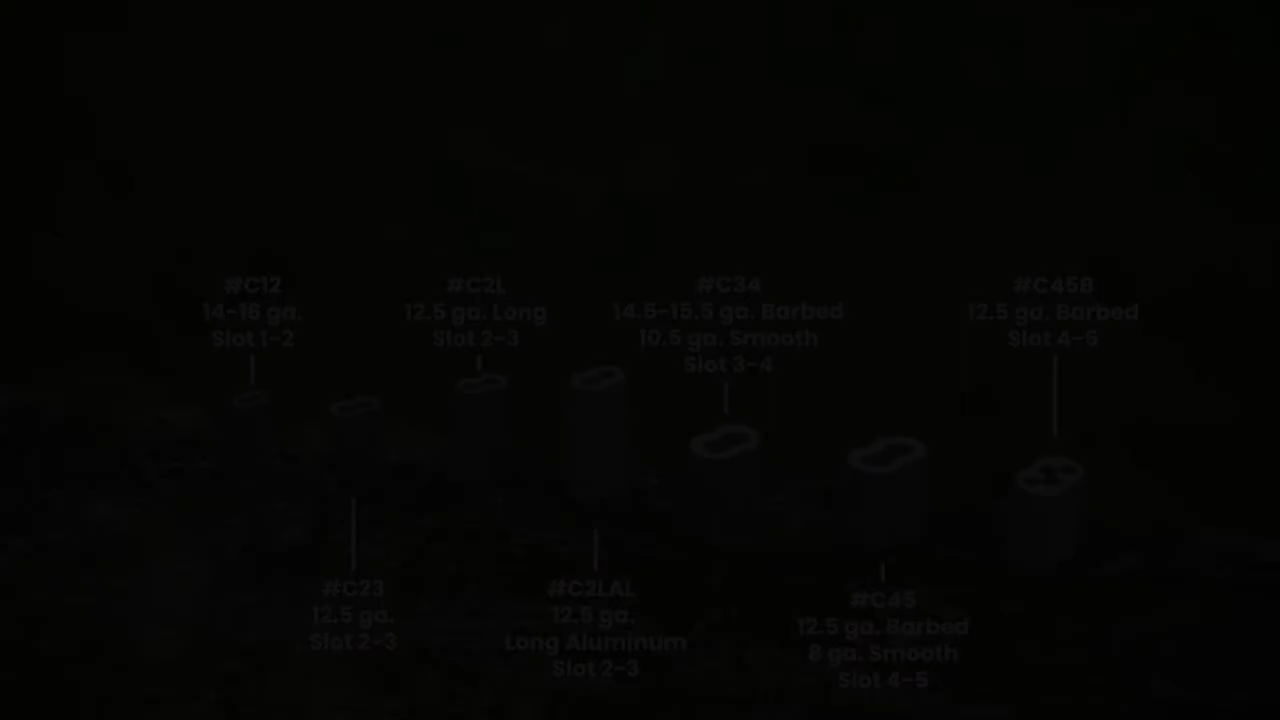 #C12
14-16 ga.
Slot 1-2
#C2L
12.5 ga. Long
Slot 2-3
#C34
14.5-15.5 ga. Barbed
10.5 ga. Smooth
Slot 3-4
#C45B
12.5 ga. Barbed
Slot 4-5
#C23
12.5 ga.
Slot 2-3
#C2LAL
12.5 ga.
Long Aluminum
Slot 2-3
#C45
12.5 ga. Barbed
8 ga. Smooth
Slot 4-5